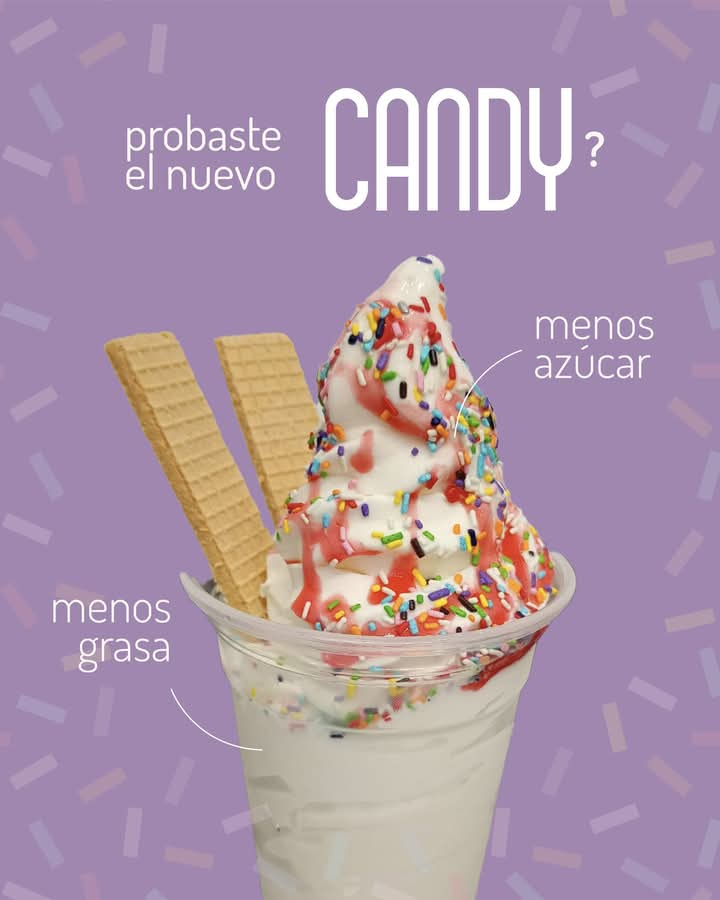 probaste
el nuevo
CANDY?
menos
azúcar
menos
grasa